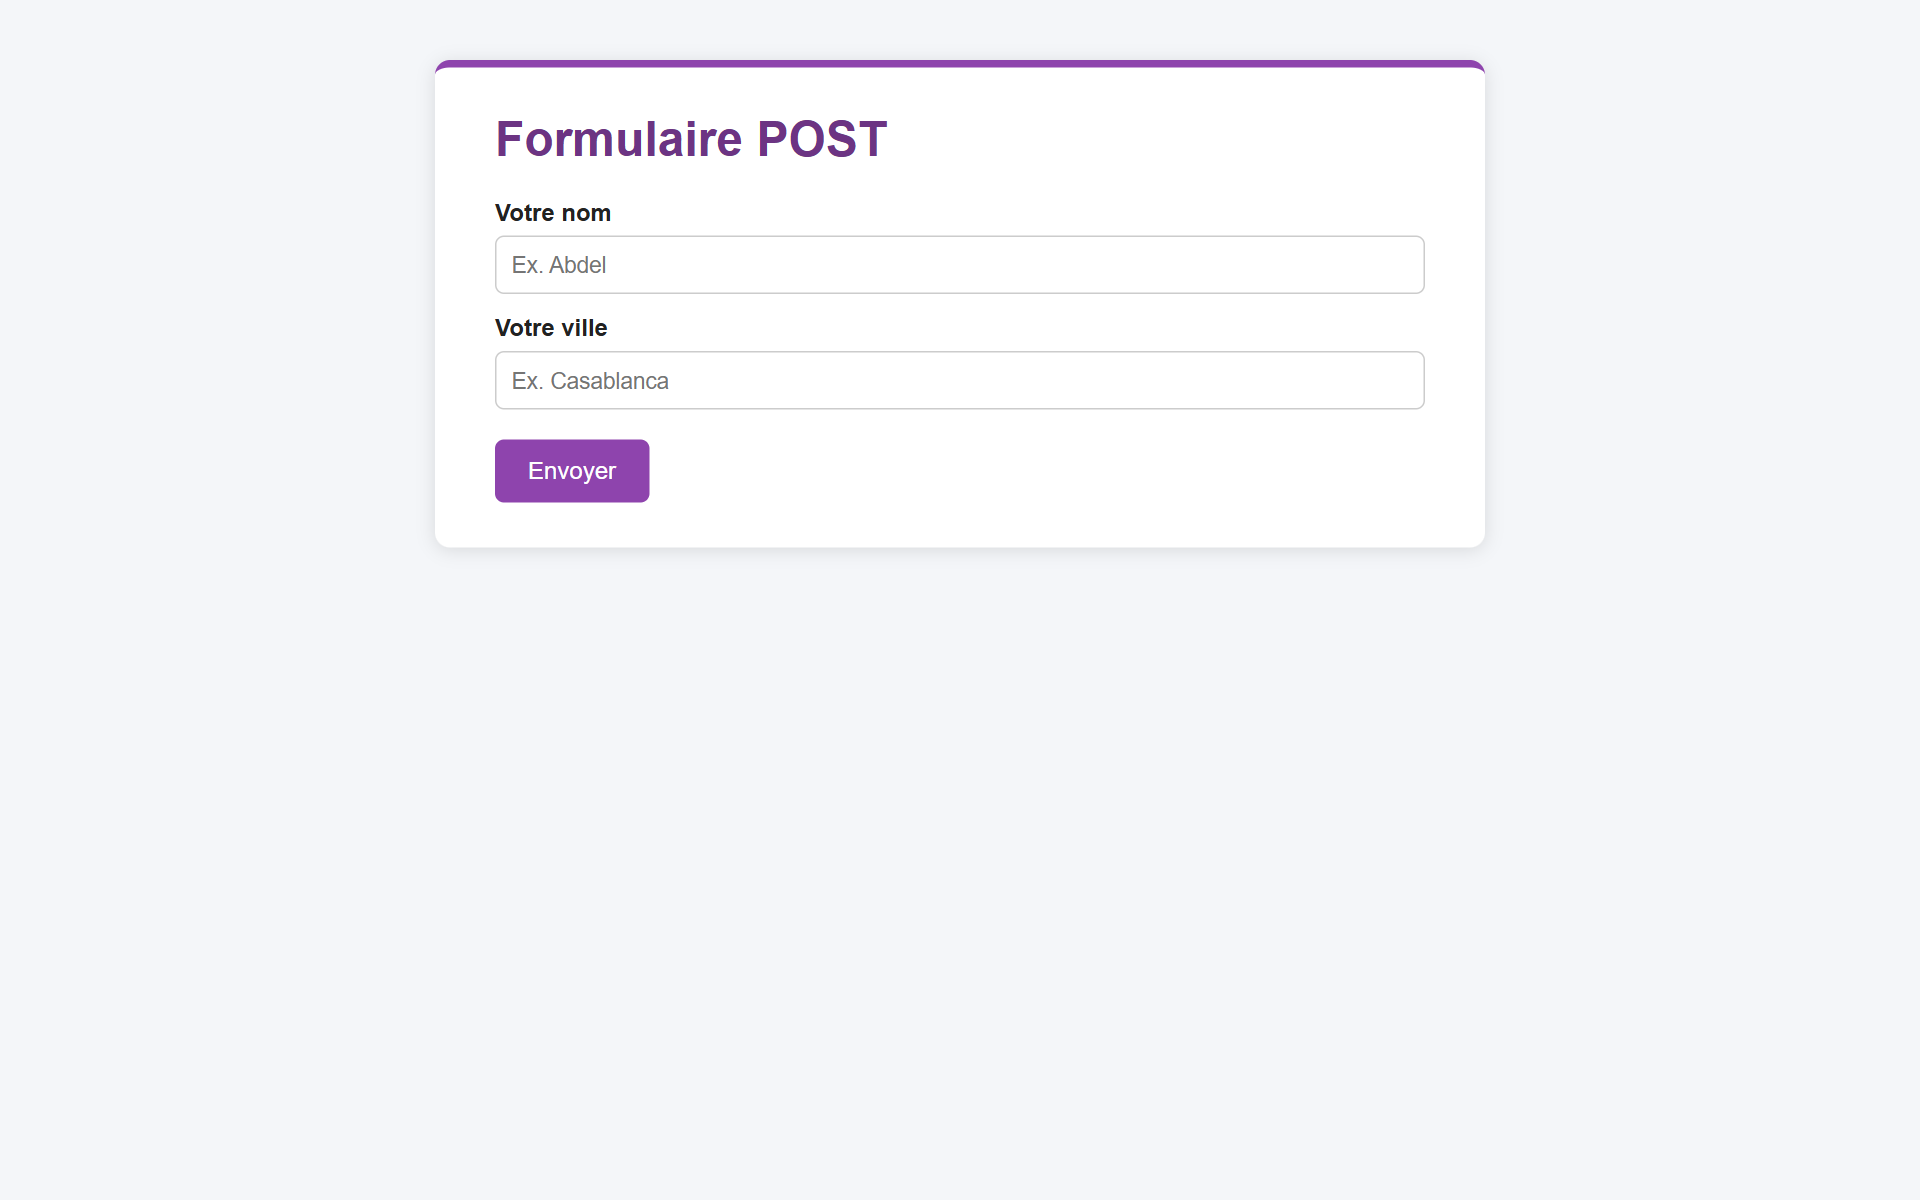 Formulaire POST
Votre nom
Ex. Abdel
Votre ville
Ex. Casablanca
Envoyer